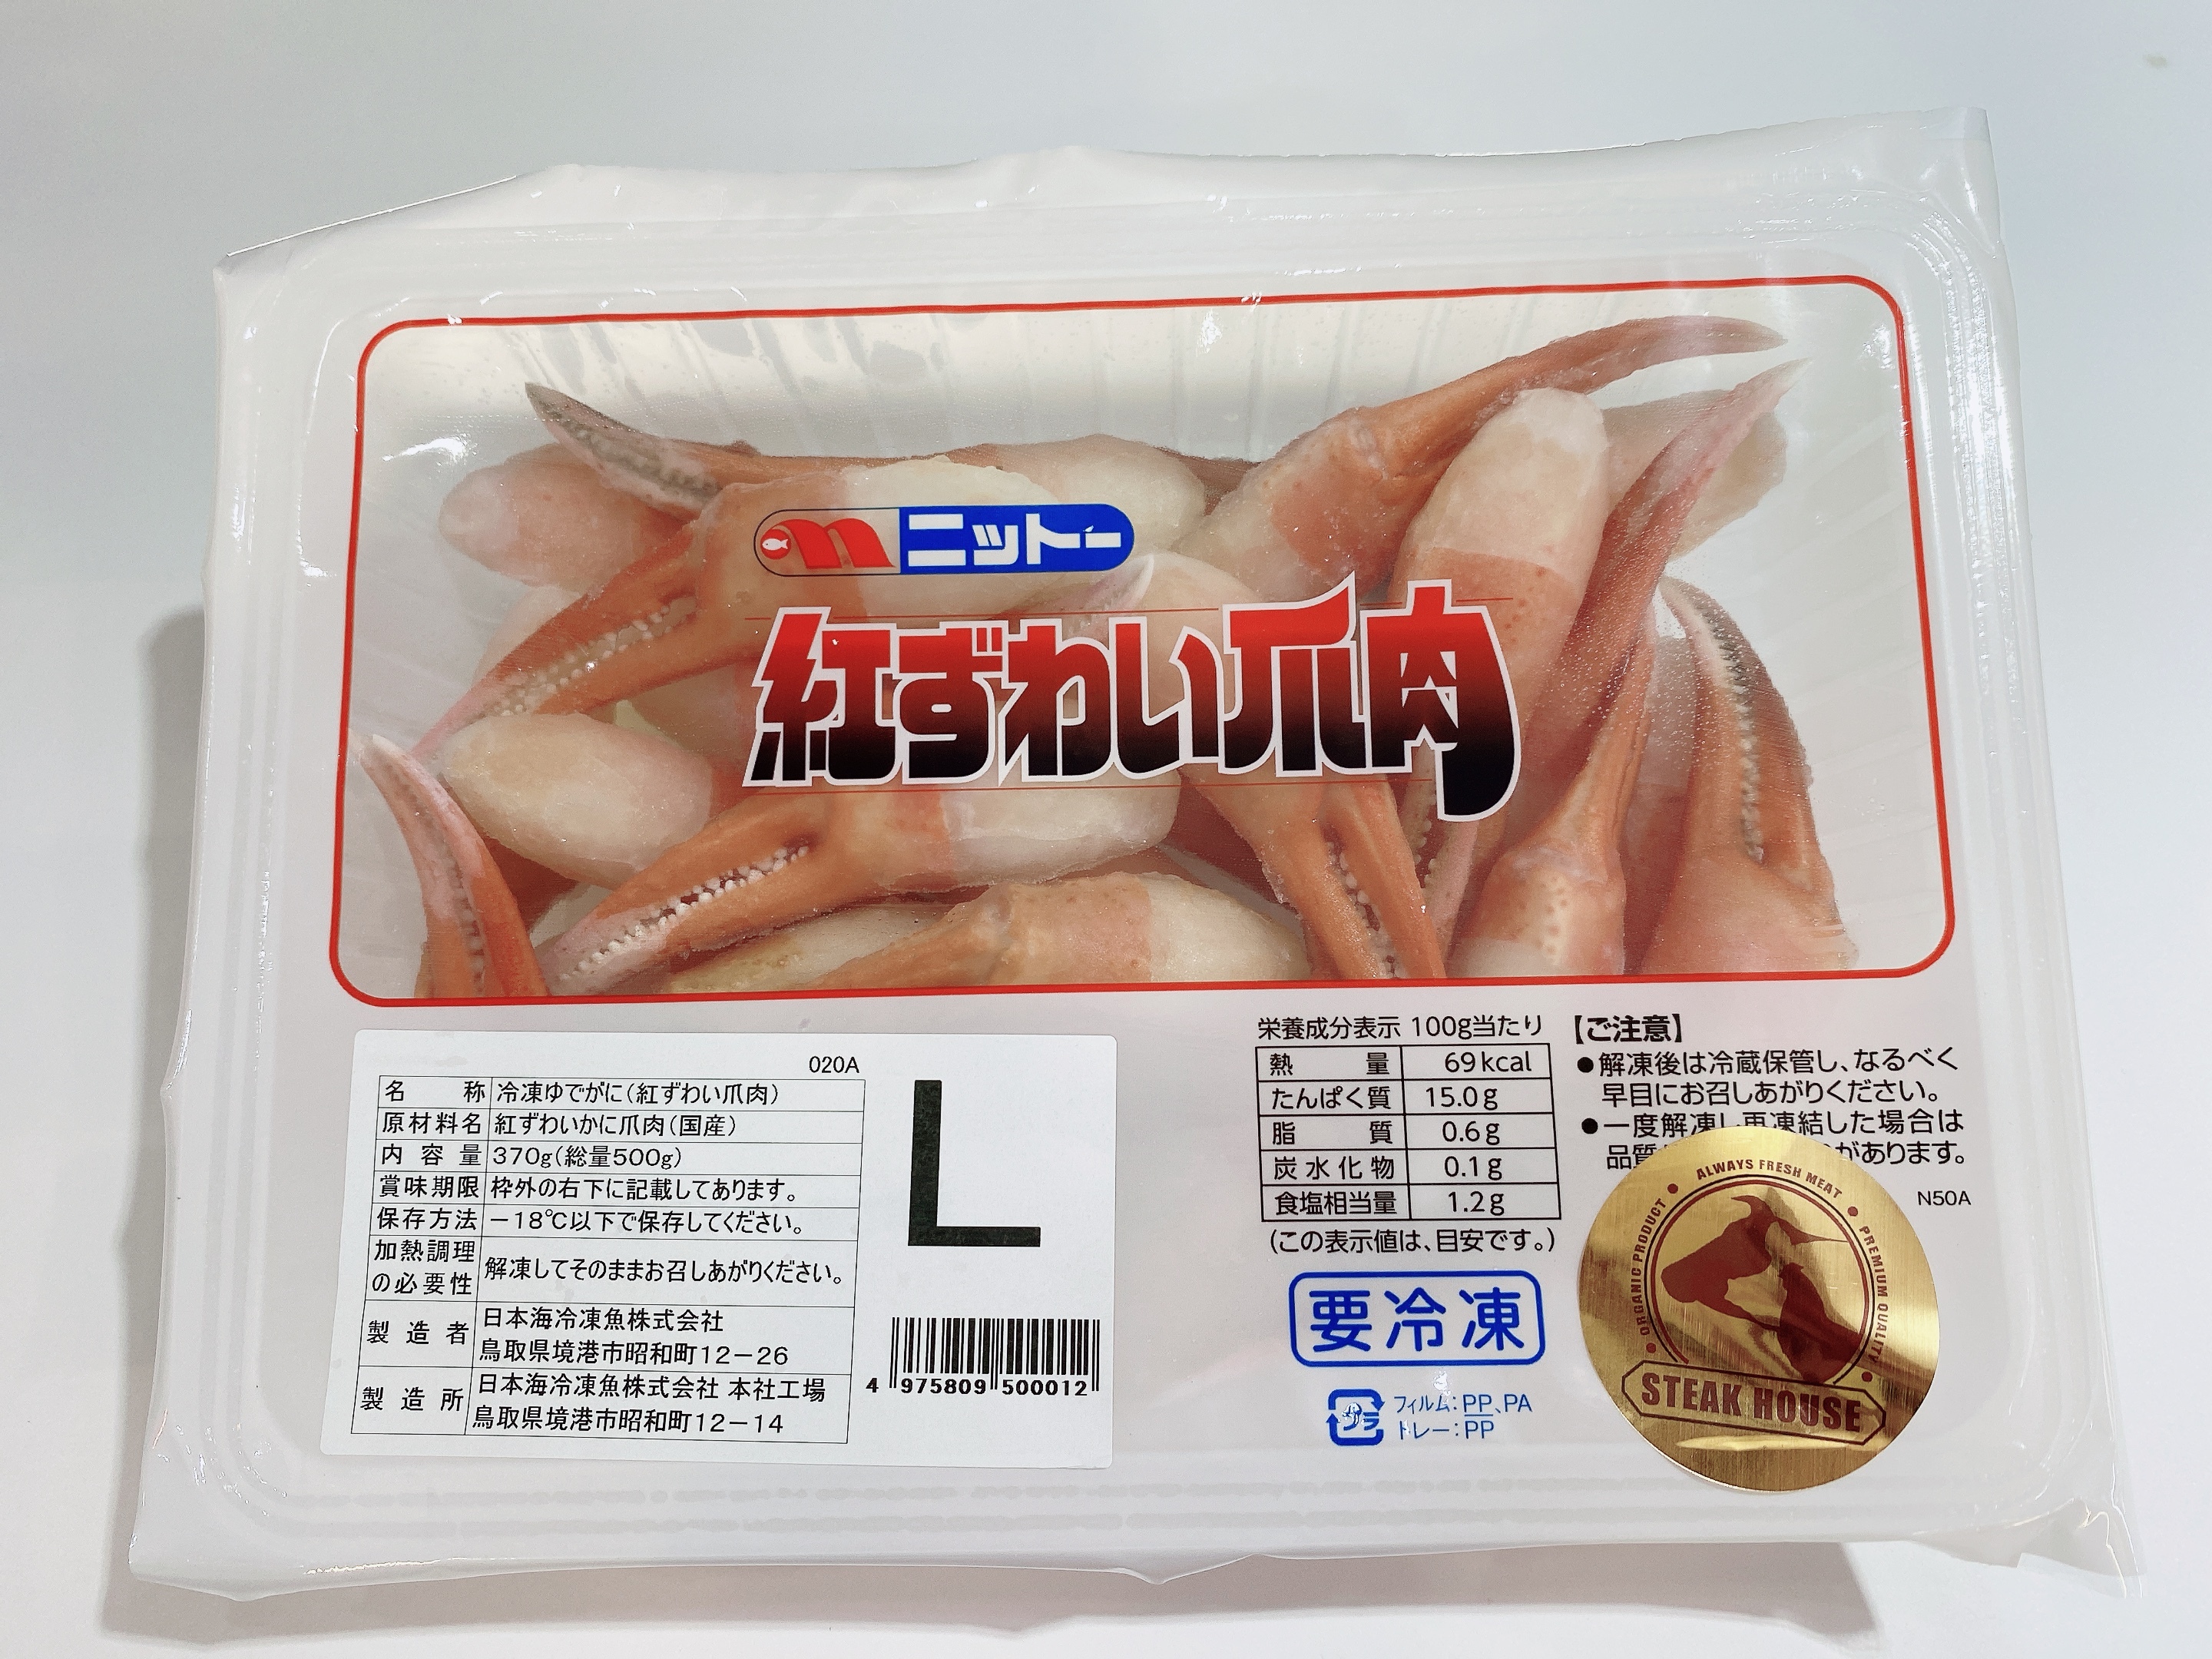 ニットー
紅ずわい爪肉
020A
名称 冷凍ゆでがに(紅ずわい爪肉)
原材料名 紅ずわいかに爪肉(国産)
内容量 370g(総量500g)
賞味期限 枠外の右下に記載してあります。
保存方法 －18℃以下で保存してください。
加熱調理の必要性 解凍してそのままお召しあがりください。
製造者 日本海冷凍魚株式会社
鳥取県境港市昭和町12－26
製造所 日本海冷凍魚株式会社 本社工場
鳥取県境港市昭和町12－14
L
4 975809 500012
栄養成分表示 100g当たり
熱量 69kcal
たんぱく質 15.0g
脂質 0.6g
炭水化物 0.1g
食塩相当量 1.2g
(この表示値は、目安です。)
要冷凍
プラ
フィルム:PP、PA
トレー:PP
【ご注意】
●解凍後は冷蔵保管し、なるべく
早目にお召しあがりください。
●一度解凍し再凍結した場合は
品質 があります。
N50A
ALWAYS FRESH MEAT
ORGANIC PRODUCT
PREMIUM QUALITY
STEAK HOUSE